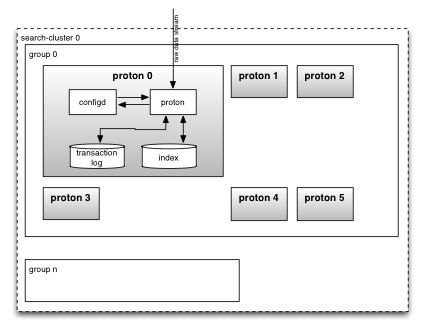 raw data stream
search-cluster 0
group 0
proton 0
proton 1
proton 2
configd
proton
transaction
log
index
proton 3
proton 4
proton 5
group n